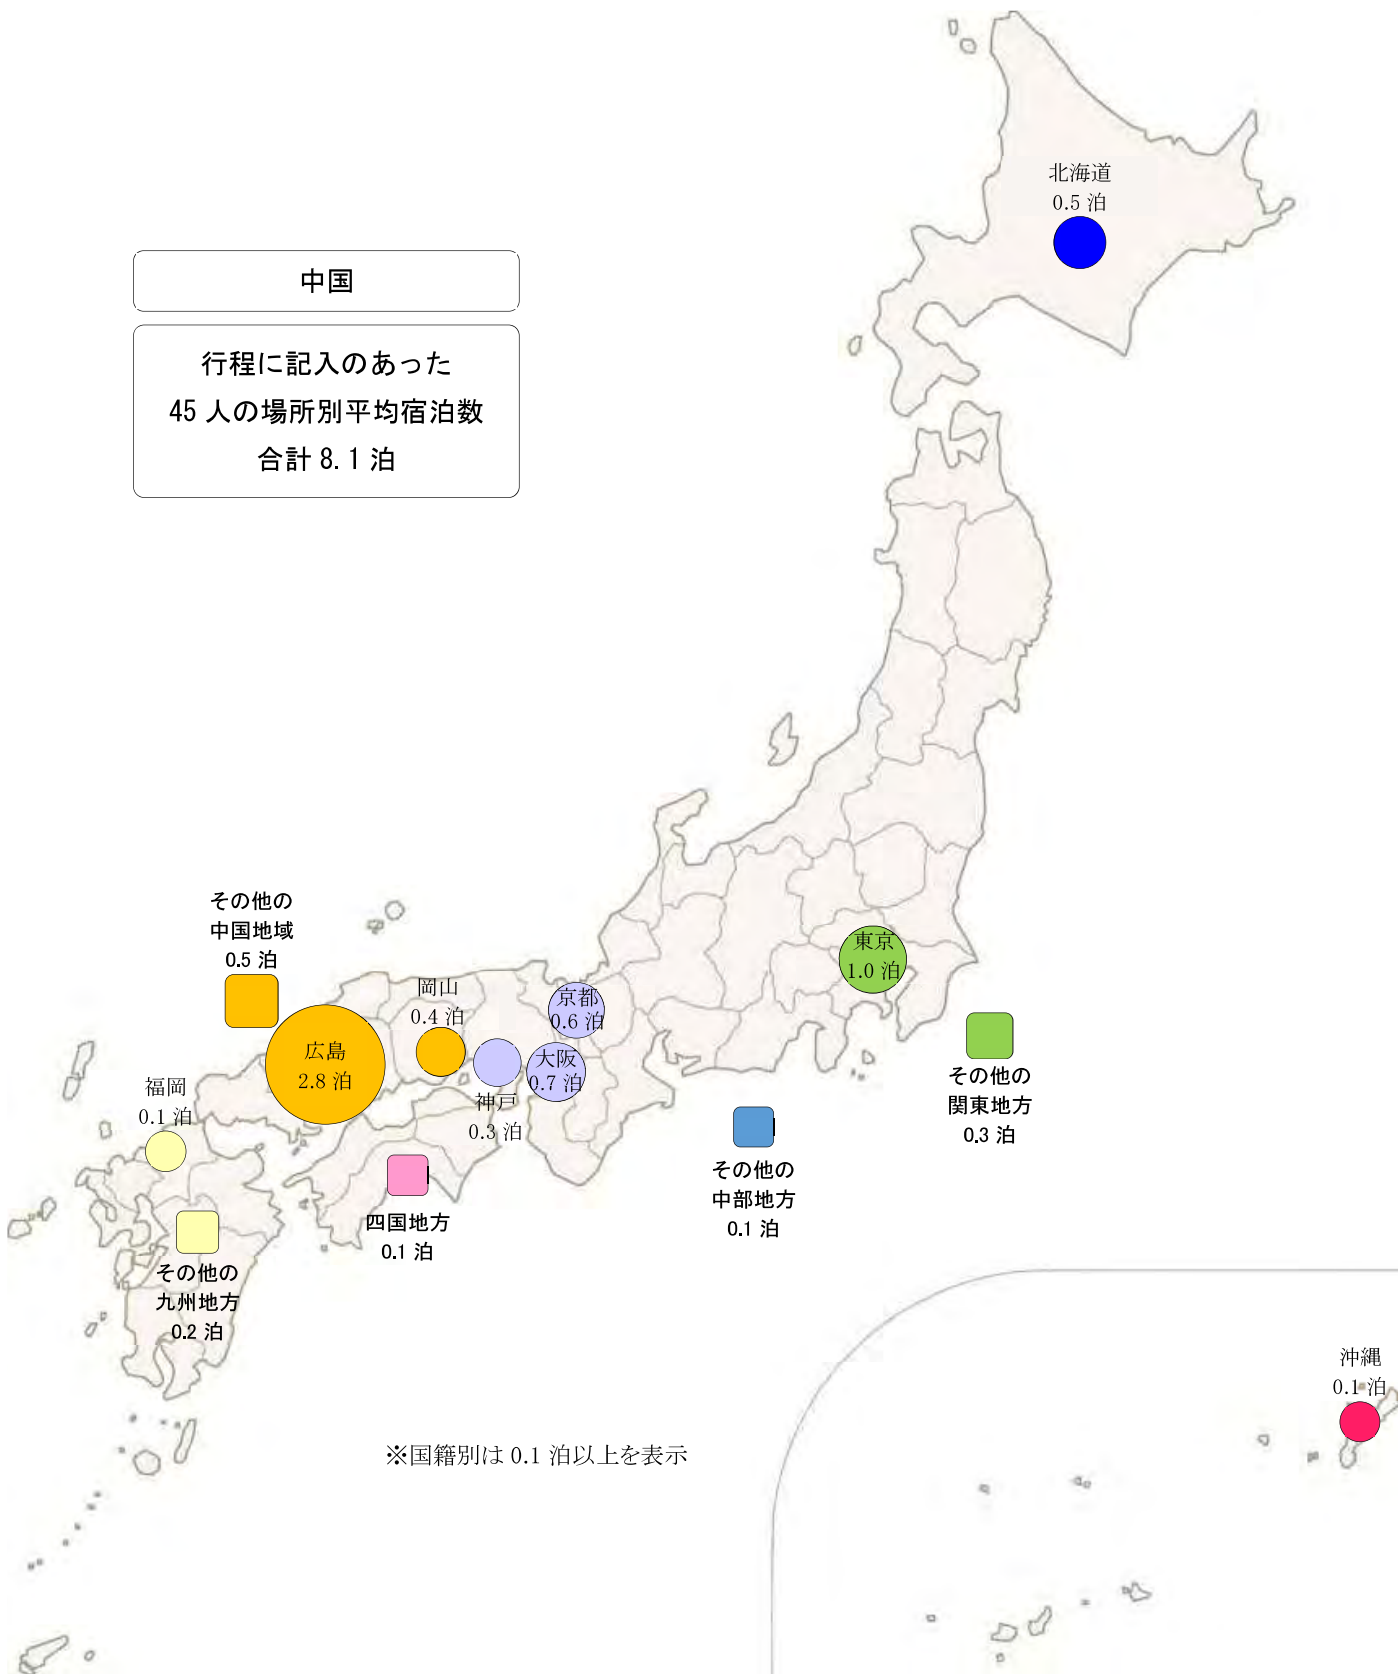 北海道
0.5 泊
中国
行程に記入のあった
45 人の場所別平均宿泊数
合計 8.1 泊
その他の
中国地域
0.5 泊
東京
1.0 泊
岡山
0.4 泊
京都
0.6 泊
広島
2.8 泊
大阪
0.7 泊
神戸
0.3 泊
福岡
0.1 泊
その他の
関東地方
0.3 泊
その他の
中部地方
0.1 泊
四国地方
0.1 泊
その他の
九州地方
0.2 泊
沖縄
0.1 泊
※国籍別は 0.1 泊以上を表示